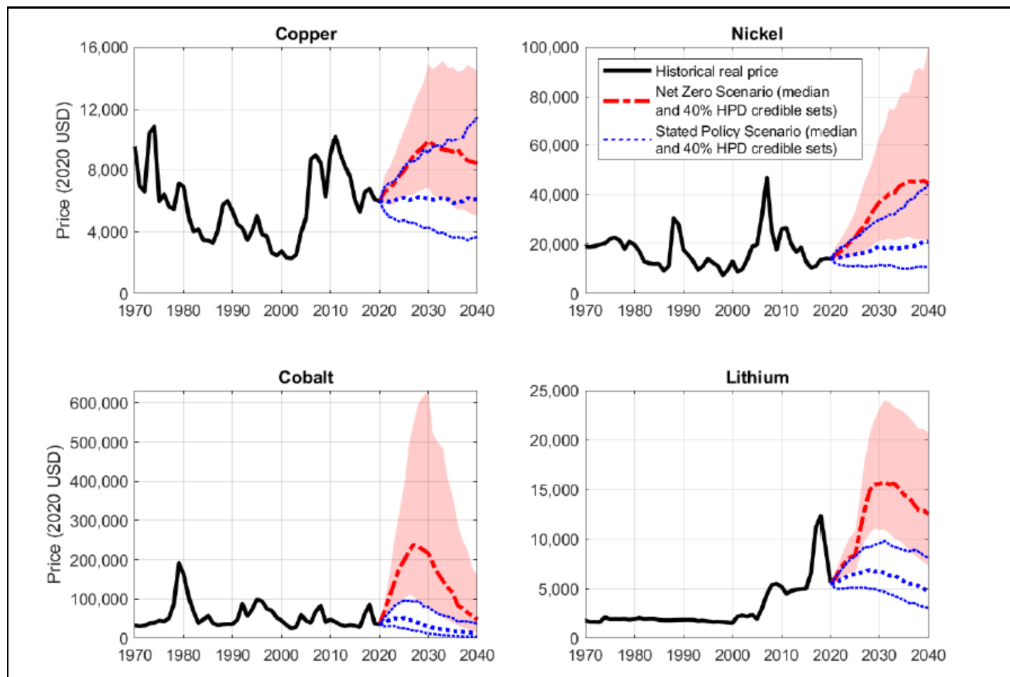 Copper
Price (2020 USD)
16,000
12,000
8,000
4,000
0
1970 1980 1990 2000 2010 2020 2030 2040
Nickel
100,000
80,000
60,000
40,000
20,000
0
Historical real price
Net Zero Scenario (median
and 40% HPD credible sets)
Stated Policy Scenario (median
and 40% HPD credible sets)
1970 1980 1990 2000 2010 2020 2030 2040
Cobalt
Price (2020 USD)
600,000
500,000
400,000
300,000
200,000
100,000
0
1970 1980 1990 2000 2010 2020 2030 2040
Lithium
25,000
20,000
15,000
10,000
5,000
0
1970 1980 1990 2000 2010 2020 2030 2040